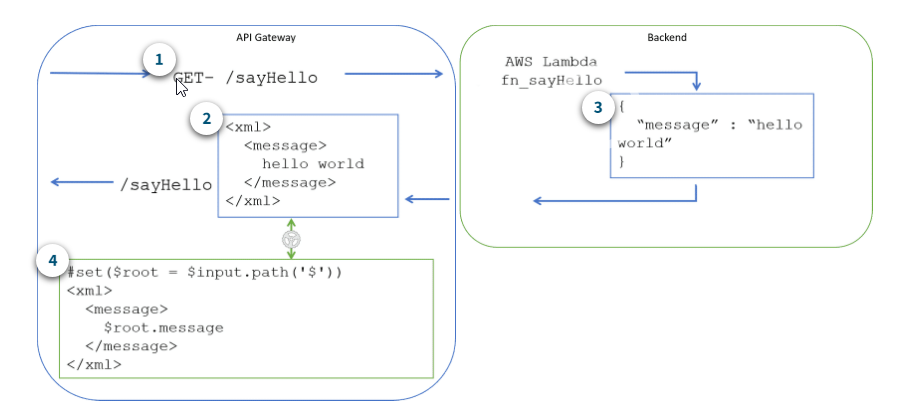 API Gateway
1
GET- /sayHello
2
<xml>
<message>
hello world
</message>
</xml>
/sayHello
4
#set($root = $input.path('$'))
<xml>
<message>
$root.message
</message>
</xml>
Backend
AWS Lambda
fn_sayHello
3
{
“message” : “hello
world”
}